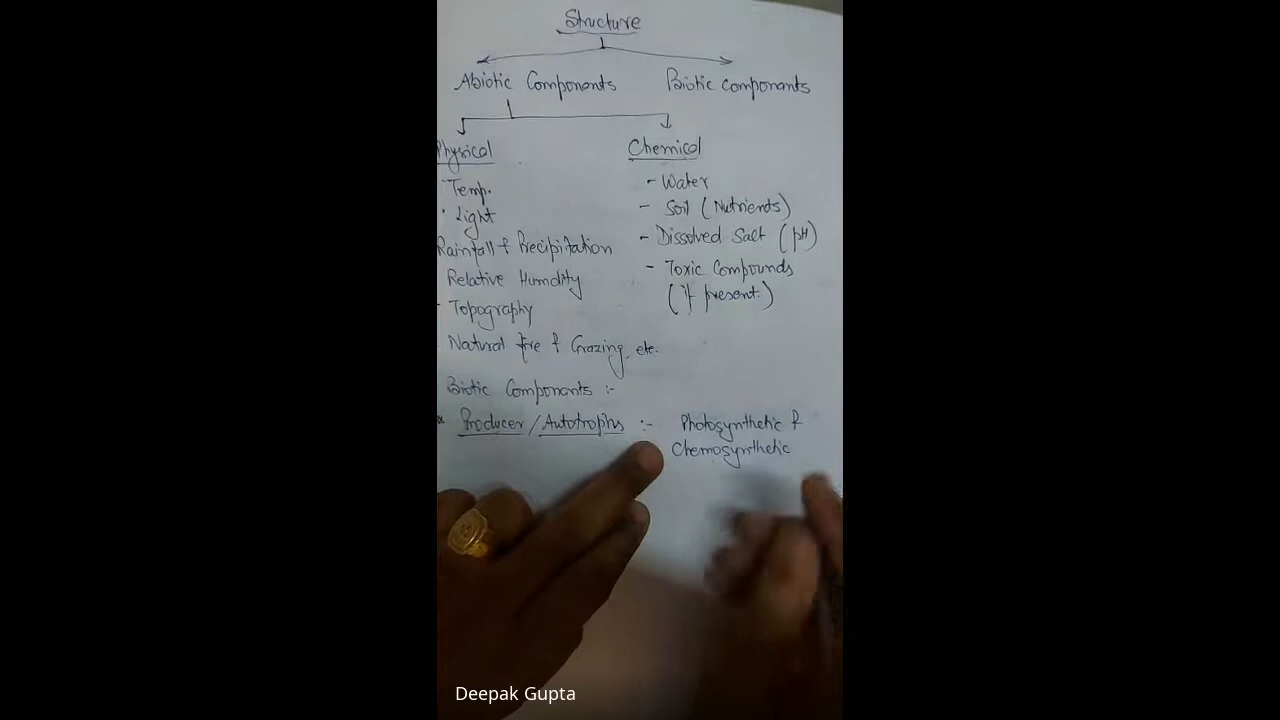 Structure
Abiotic Components Biotic Components
Physical Chemical
- Temp. - Water
- Light - Soil (Nutrients)
Rainfall & Precipitation - Dissolved Salt (pH)
Relative Humdity - Toxic Compounds
(if present.)
- Topography
Natural fire & Grazing, etc.
Biotic Components :-
* Producer / Autotrophs :- Photosynthetic &
Chemosynthetic
Deepak Gupta